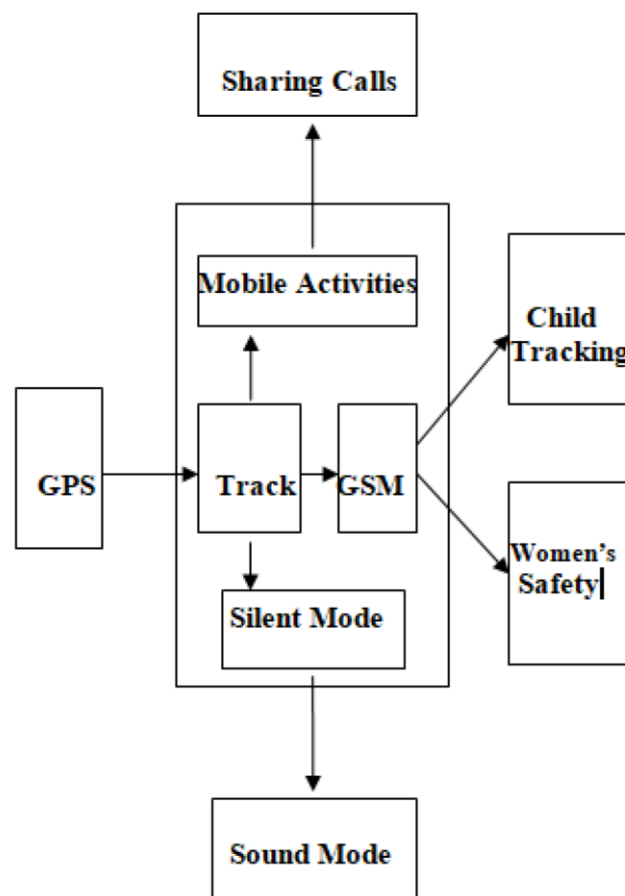 Sharing Calls
Mobile Activities
Child
Tracking
GPS
Track
GSM
Women's
Safety
Silent Mode
Sound Mode